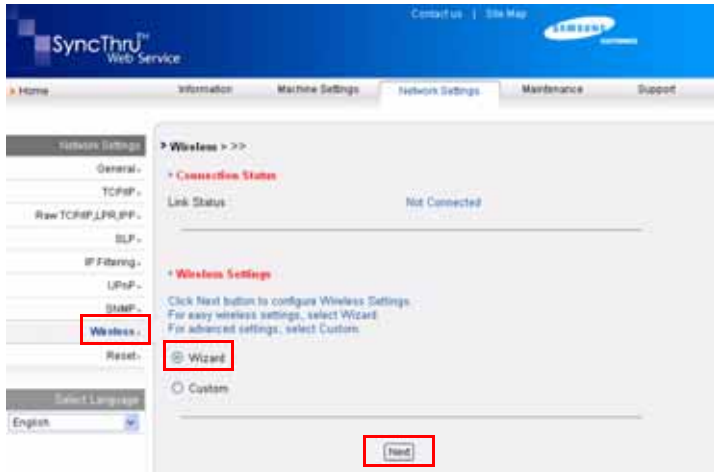 Contact us | Site Map
SAMSUNG
ELECTRONICS
SyncThru™
Web Service
Home
Information
Machine Settings
Network Settings
Maintenance
Support
Network Settings
General
TCP/IP
Raw TCP/IP,LPR,IPP
SLP
IP Filtering
UPnP
SNMP
Wireless
Reset
Select Language
English
Wireless > >>
Connection Status
Link Status Not Connected
Wireless Settings
Click Next button to configure Wireless Settings.
For easy wireless settings, select Wizard.
For advanced settings, select Custom.
Wizard
Custom
Next